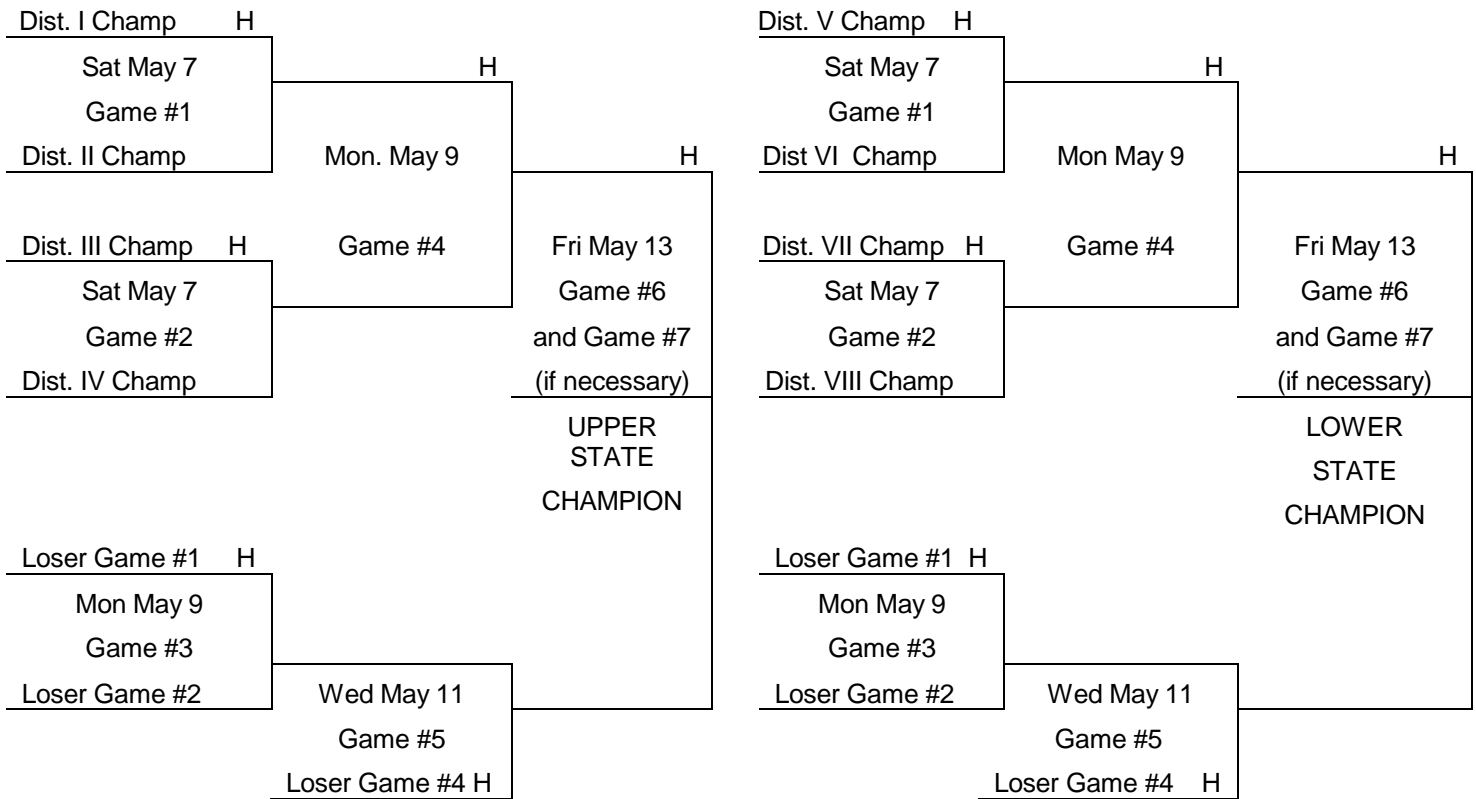 Dist. I Champ H
Sat May 7
H
Game #1
Dist. II Champ
Mon. May 9
H
Dist. III Champ H
Game #4
Fri May 13
Sat May 7
Game #6
Game #2
and Game #7
Dist. IV Champ
(if necessary)
UPPER
STATE
CHAMPION
Loser Game #1 H
Mon May 9
Game #3
Loser Game #2
Wed May 11
Game #5
Loser Game #4 H
Dist. V Champ H
Sat May 7
H
Game #1
Dist VI Champ
Mon May 9
H
Dist. VII Champ H
Game #4
Fri May 13
Sat May 7
Game #6
Game #2
and Game #7
Dist. VIII Champ
(if necessary)
LOWER
STATE
CHAMPION
Loser Game #1 H
Mon May 9
Game #3
Loser Game #2
Wed May 11
Game #5
Loser Game #4 H